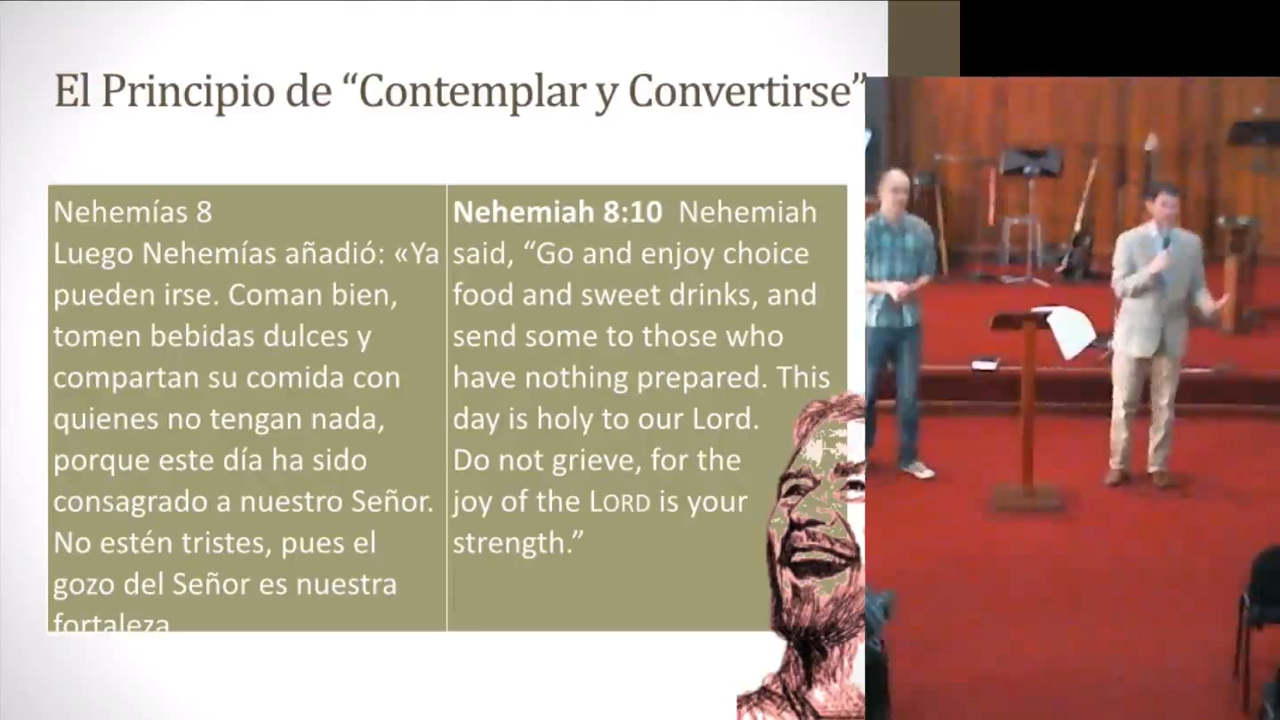 El Principio de “Contemplar y Convertirse”
Nehemías 8
Luego Nehemías añadió: «Ya
pueden irse. Coman bien,
tomen bebidas dulces y
compartan su comida con
quienes no tengan nada,
porque este día ha sido
consagrado a nuestro Señor.
No estén tristes, pues el
gozo del Señor es nuestra
fortaleza
Nehemiah 8:10 Nehemiah
said, “Go and enjoy choice
food and sweet drinks, and
send some to those who
have nothing prepared. This
day is holy to our Lord.
Do not grieve, for the
joy of the LORD is your
strength.”